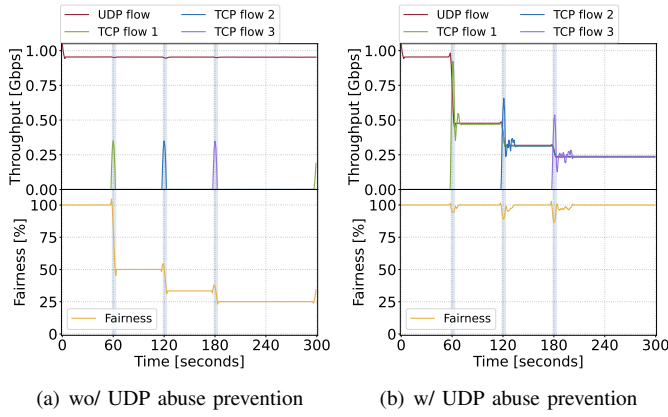 UDP flow TCP flow 2
TCP flow 1 TCP flow 3
Throughput [Gbps]
1.00
0.75
0.50
0.25
0.00
Fairness [%]
100
75
50
25
0
Fairness
0 60 120 180 240 300
Time [seconds]
(a) wo/ UDP abuse prevention
UDP flow TCP flow 2
TCP flow 1 TCP flow 3
Throughput [Gbps]
1.00
0.75
0.50
0.25
0.00
Fairness [%]
100
75
50
25
0
Fairness
0 60 120 180 240 300
Time [seconds]
(b) w/ UDP abuse prevention